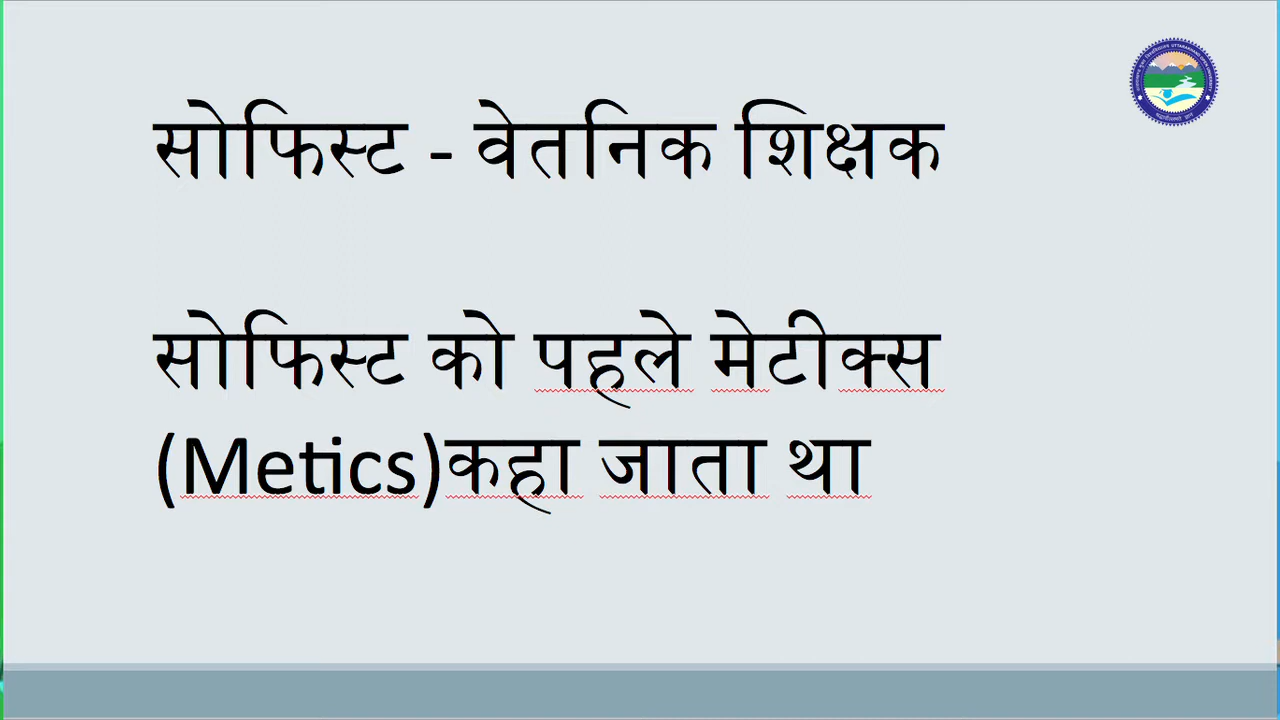 सोफिस्ट - वेतनिक शिक्षक
सोफिस्ट को पहले मेटीक्स
(Metics)कहा जाता था